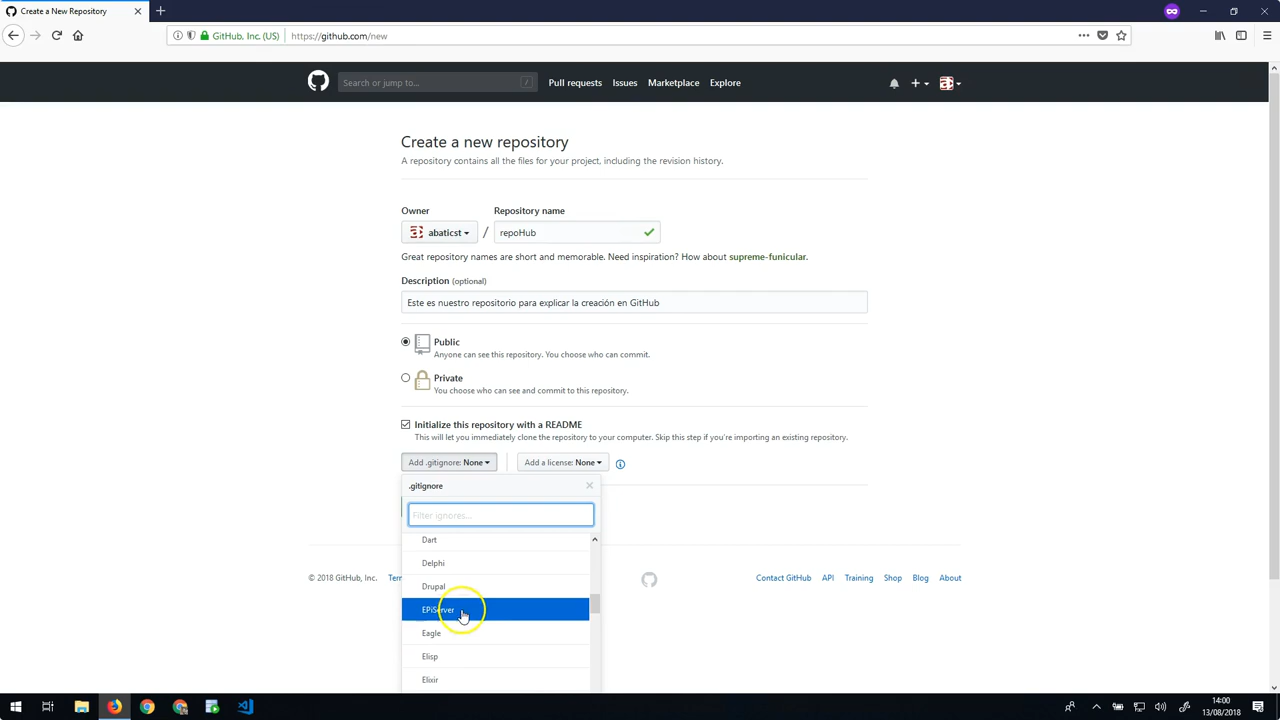 Create a New Repository
GitHub, Inc. (US)
https://github.com/new
Search or jump to...
/
Pull requests
Issues
Marketplace
Explore
Create a new repository
A repository contains all the files for your project, including the revision history.
Owner
Repository name
abaticst
/
repoHub
Great repository names are short and memorable. Need inspiration? How about supreme-funicular.
Description (optional)
Este es nuestro repositorio para explicar la creación en GitHub
Public
Anyone can see this repository. You choose who can commit.
Private
You choose who can see and commit to this repository.
Initialize this repository with a README
This will let you immediately clone the repository to your computer. Skip this step if you're importing an existing repository.
Add .gitignore: None
Add a license: None
.gitignore
Filter ignores...
Dart
Delphi
Drupal
EPiServer
Eagle
Elisp
Elixir
© 2018 GitHub, Inc.
Contact GitHub
API
Training
Shop
Blog
About
14:00
13/08/2018